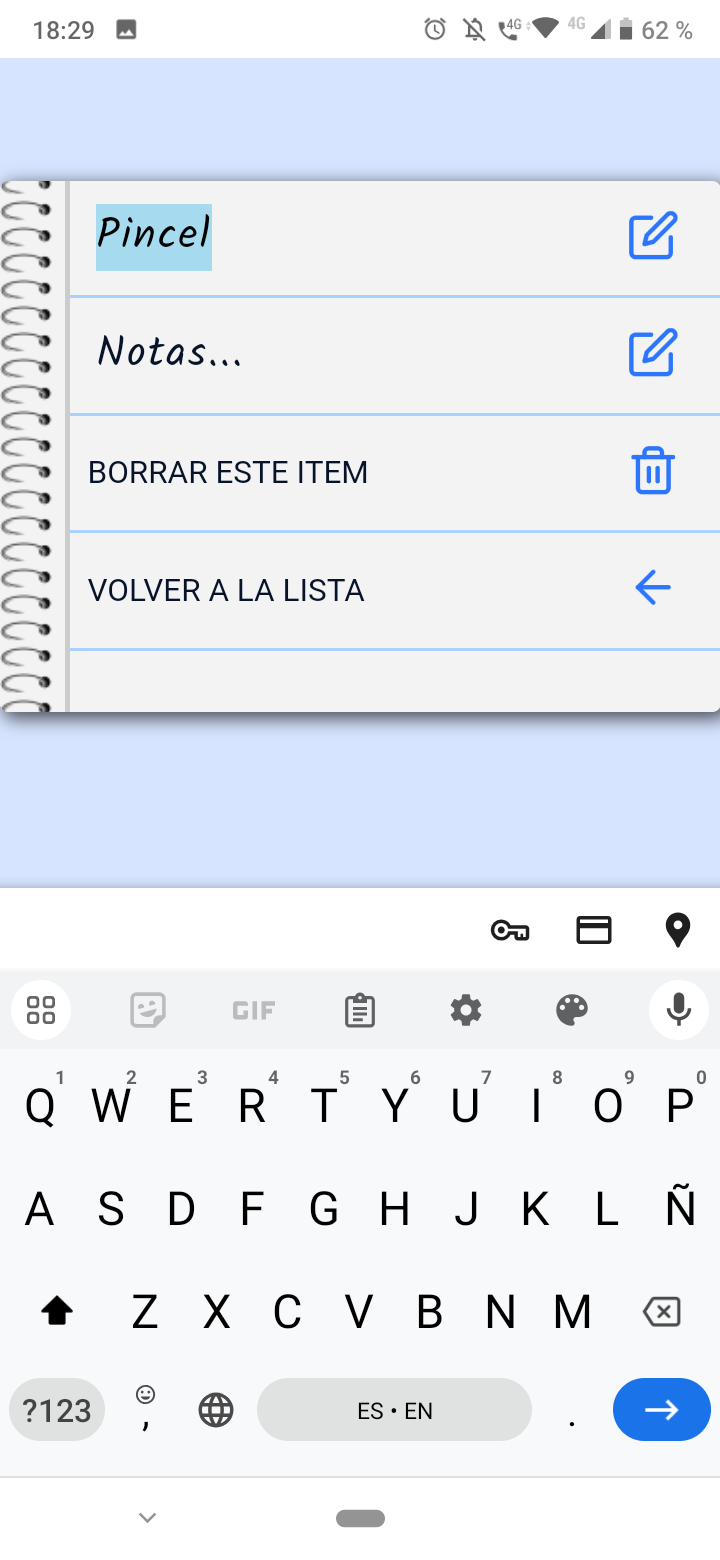 18:29 4G 4G 62 %
Pincel
Notas...
BORRAR ESTE ITEM
VOLVER A LA LISTA
GIF
1 2 3 4 5 6 7 8 9 0
Q W E R T Y U I O P
A S D F G H J K L Ñ
Z X C V B N M
?123 , ES • EN .